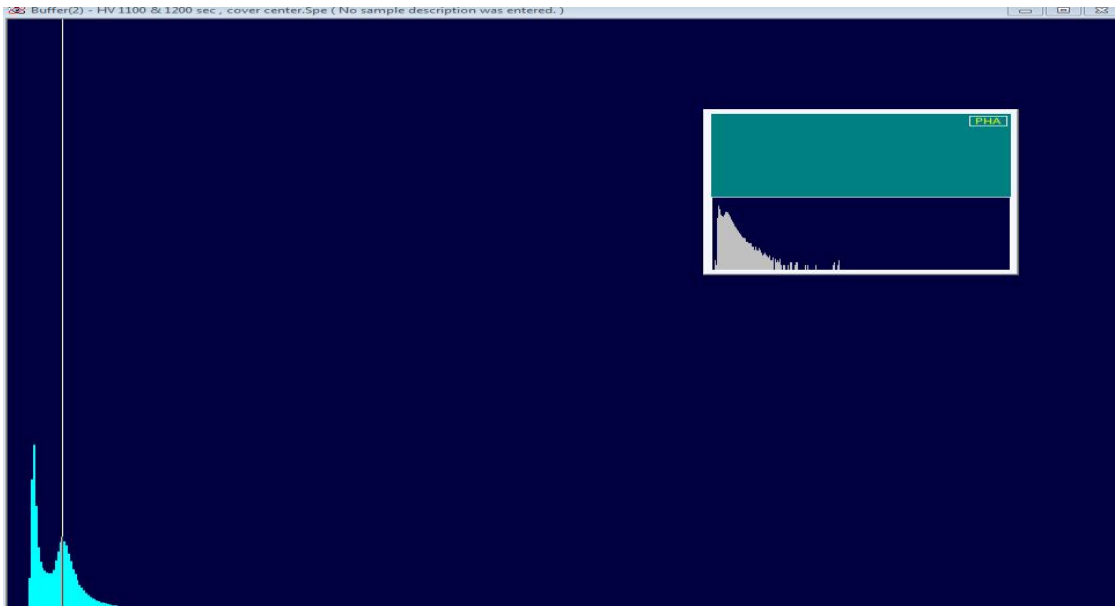 Buffer(2) - HV 1100 & 1200 sec , cover center.Spe ( No sample description was entered. )
PHA